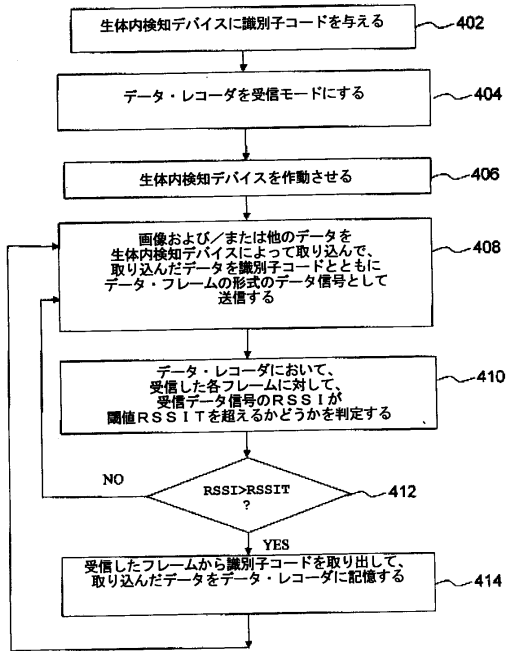 生体内検知デバイスに識別子コードを与える
402
データ・レコーダを受信モードにする
404
生体内検知デバイスを作動させる
406
画像および／または他のデータを
生体内検知デバイスによって取り込んで、
取り込んだデータを識別子コードとともに
データ・フレームの形式のデータ信号として
送信する
408
データ・レコーダにおいて、
受信した各フレームに対して、
受信データ信号のＲＳＳＩが
閾値ＲＳＳＩＴを超えるかどうかを判定する
410
NO
RSSI>RSSIT
?
412
YES
受信したフレームから識別子コードを取り出して、
取り込んだデータをデータ・レコーダに記憶する
414